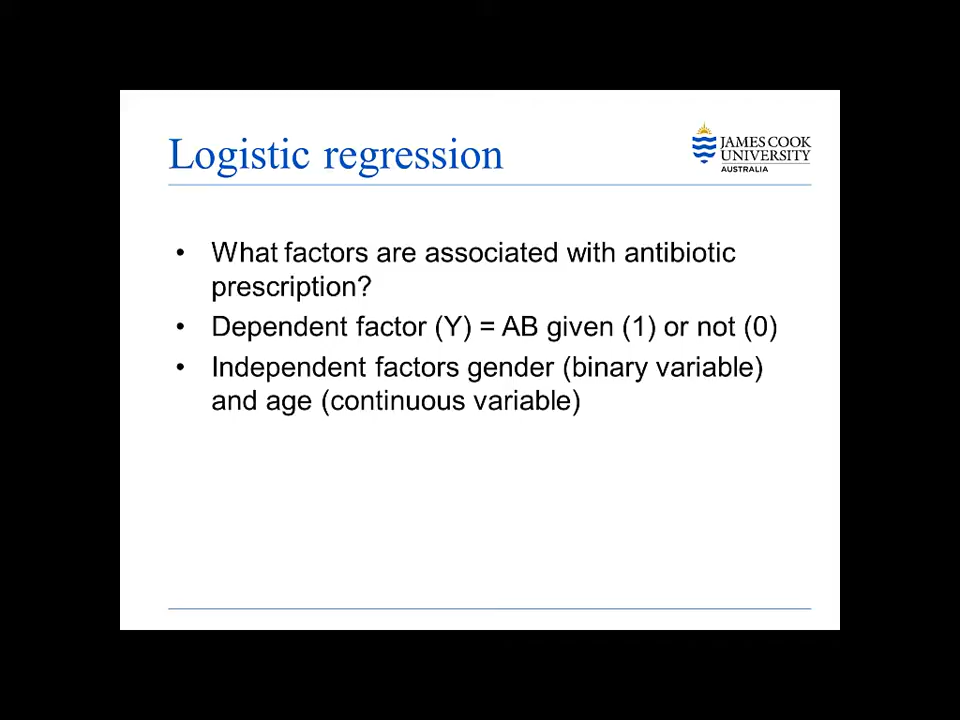 Logistic regression
JAMES COOK
UNIVERSITY
AUSTRALIA
• What factors are associated with antibiotic
prescription?
• Dependent factor (Y) = AB given (1) or not (0)
• Independent factors gender (binary variable)
and age (continuous variable)